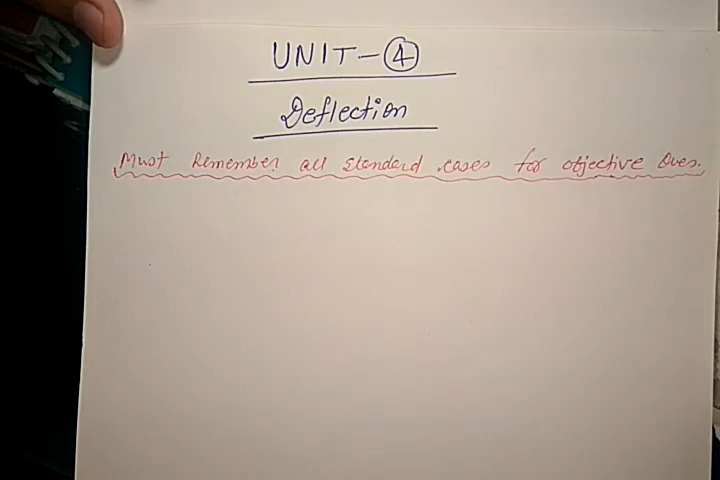 UNIT-④
Deflection
Must Remember all standard cases for objective Ques.